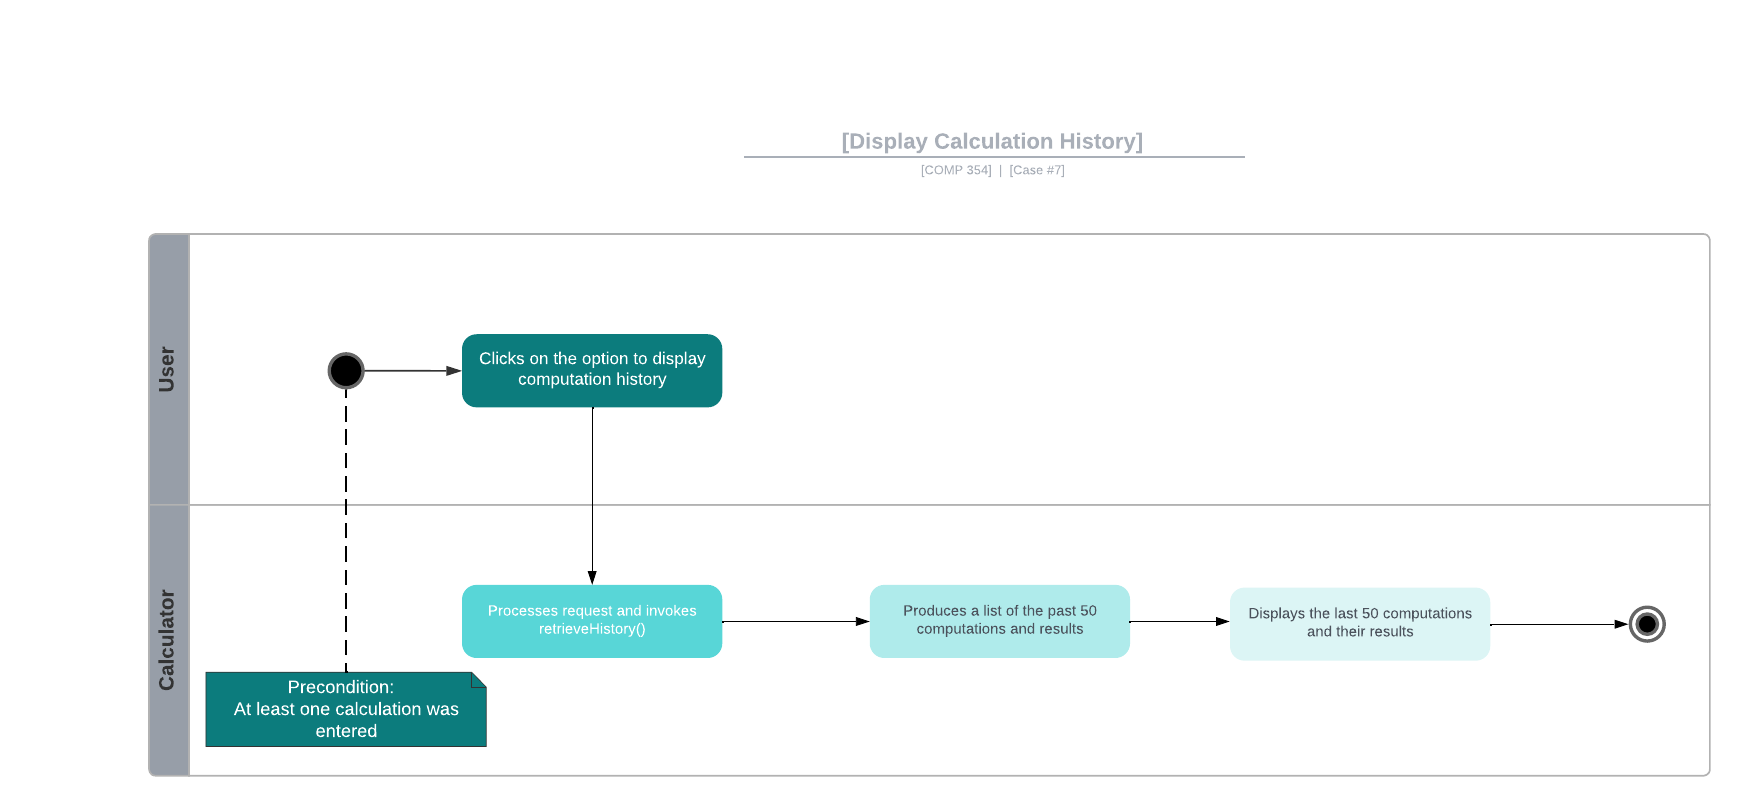 [Display Calculation History]
[COMP 354] | [Case #7]
User
Clicks on the option to display
computation history
Calculator
Processes request and invokes
retrieveHistory()
Produces a list of the past 50
computations and results
Displays the last 50 computations
and their results
Precondition:
At least one calculation was
entered